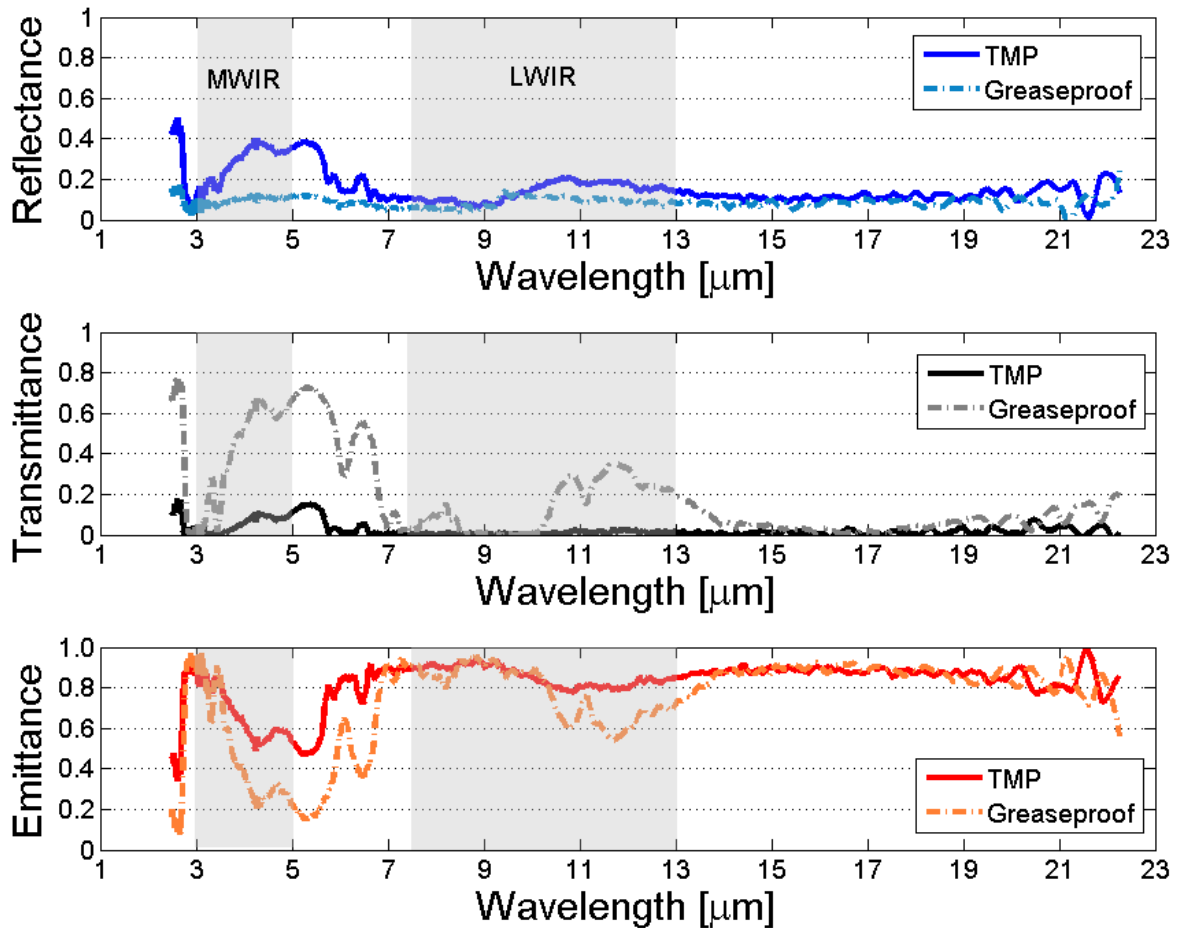 Reflectance
1
0.8
0.6
0.4
0.2
0
MWIR
LWIR
TMP
Greaseproof
1 3 5 7 9 11 13 15 17 19 21 23
Wavelength [μm]
Transmittance
1
0.8
0.6
0.4
0.2
0
TMP
Greaseproof
1 3 5 7 9 11 13 15 17 19 21 23
Wavelength [μm]
Emittance
1.0
0.8
0.6
0.4
0.2
0
TMP
Greaseproof
1 3 5 7 9 11 13 15 17 19 21 23
Wavelength [μm]